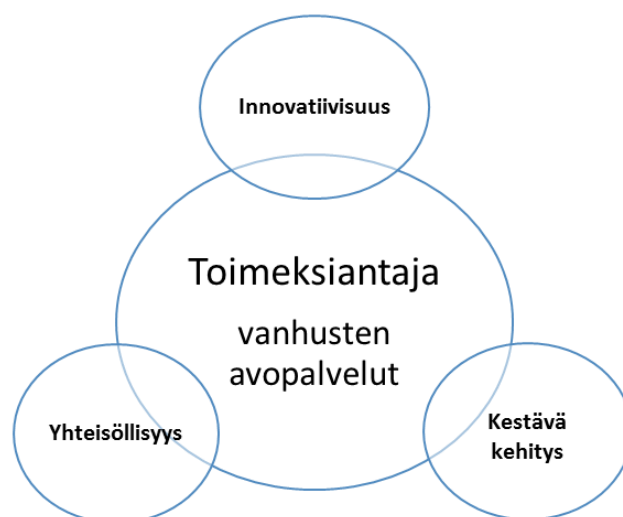 Innovatiivisuus
Toimeksiantaja
vanhusten
avopalvelut
Yhteisöllisyys
Kestävä
kehitys